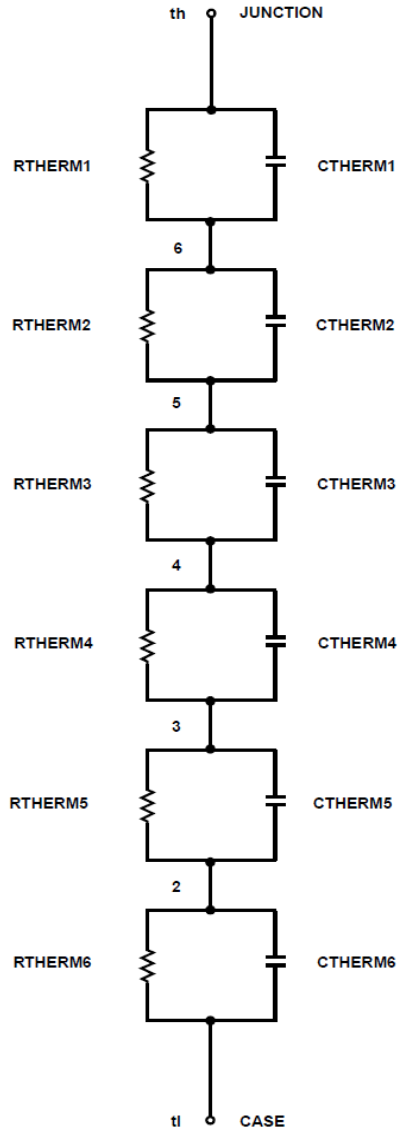 th JUNCTION
RTHERM1 CTHERM1
6
RTHERM2 CTHERM2
5
RTHERM3 CTHERM3
4
RTHERM4 CTHERM4
3
RTHERM5 CTHERM5
2
RTHERM6 CTHERM6
tl CASE